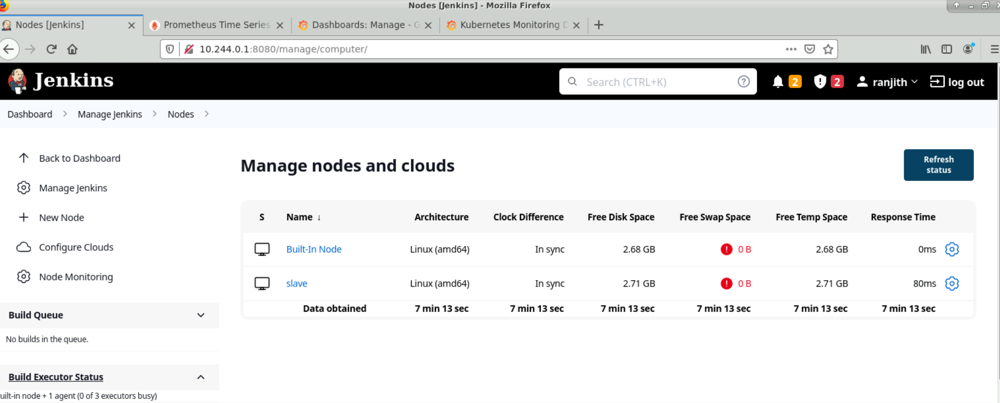 Nodes [Jenkins] - Mozilla Firefox
Nodes [Jenkins]
Prometheus Time Series
Dashboards: Manage - G
Kubernetes Monitoring D
10.244.0.1:8080/manage/computer/
Jenkins
Search (CTRL+K)
2
2
ranjith
log out
Dashboard
Manage Jenkins
Nodes
Back to Dashboard
Manage Jenkins
New Node
Configure Clouds
Node Monitoring
Build Queue
No builds in the queue.
Build Executor Status
uilt-in node + 1 agent (0 of 3 executors busy)
Manage nodes and clouds
Refresh
status
S Name ↓ Architecture Clock Difference Free Disk Space Free Swap Space Free Temp Space Response Time
Built-In Node Linux (amd64) In sync 2.68 GB 0 B 2.68 GB 0ms
slave Linux (amd64) In sync 2.71 GB 0 B 2.71 GB 80ms
Data obtained 7 min 13 sec 7 min 13 sec 7 min 13 sec 7 min 13 sec 7 min 13 sec 7 min 13 sec